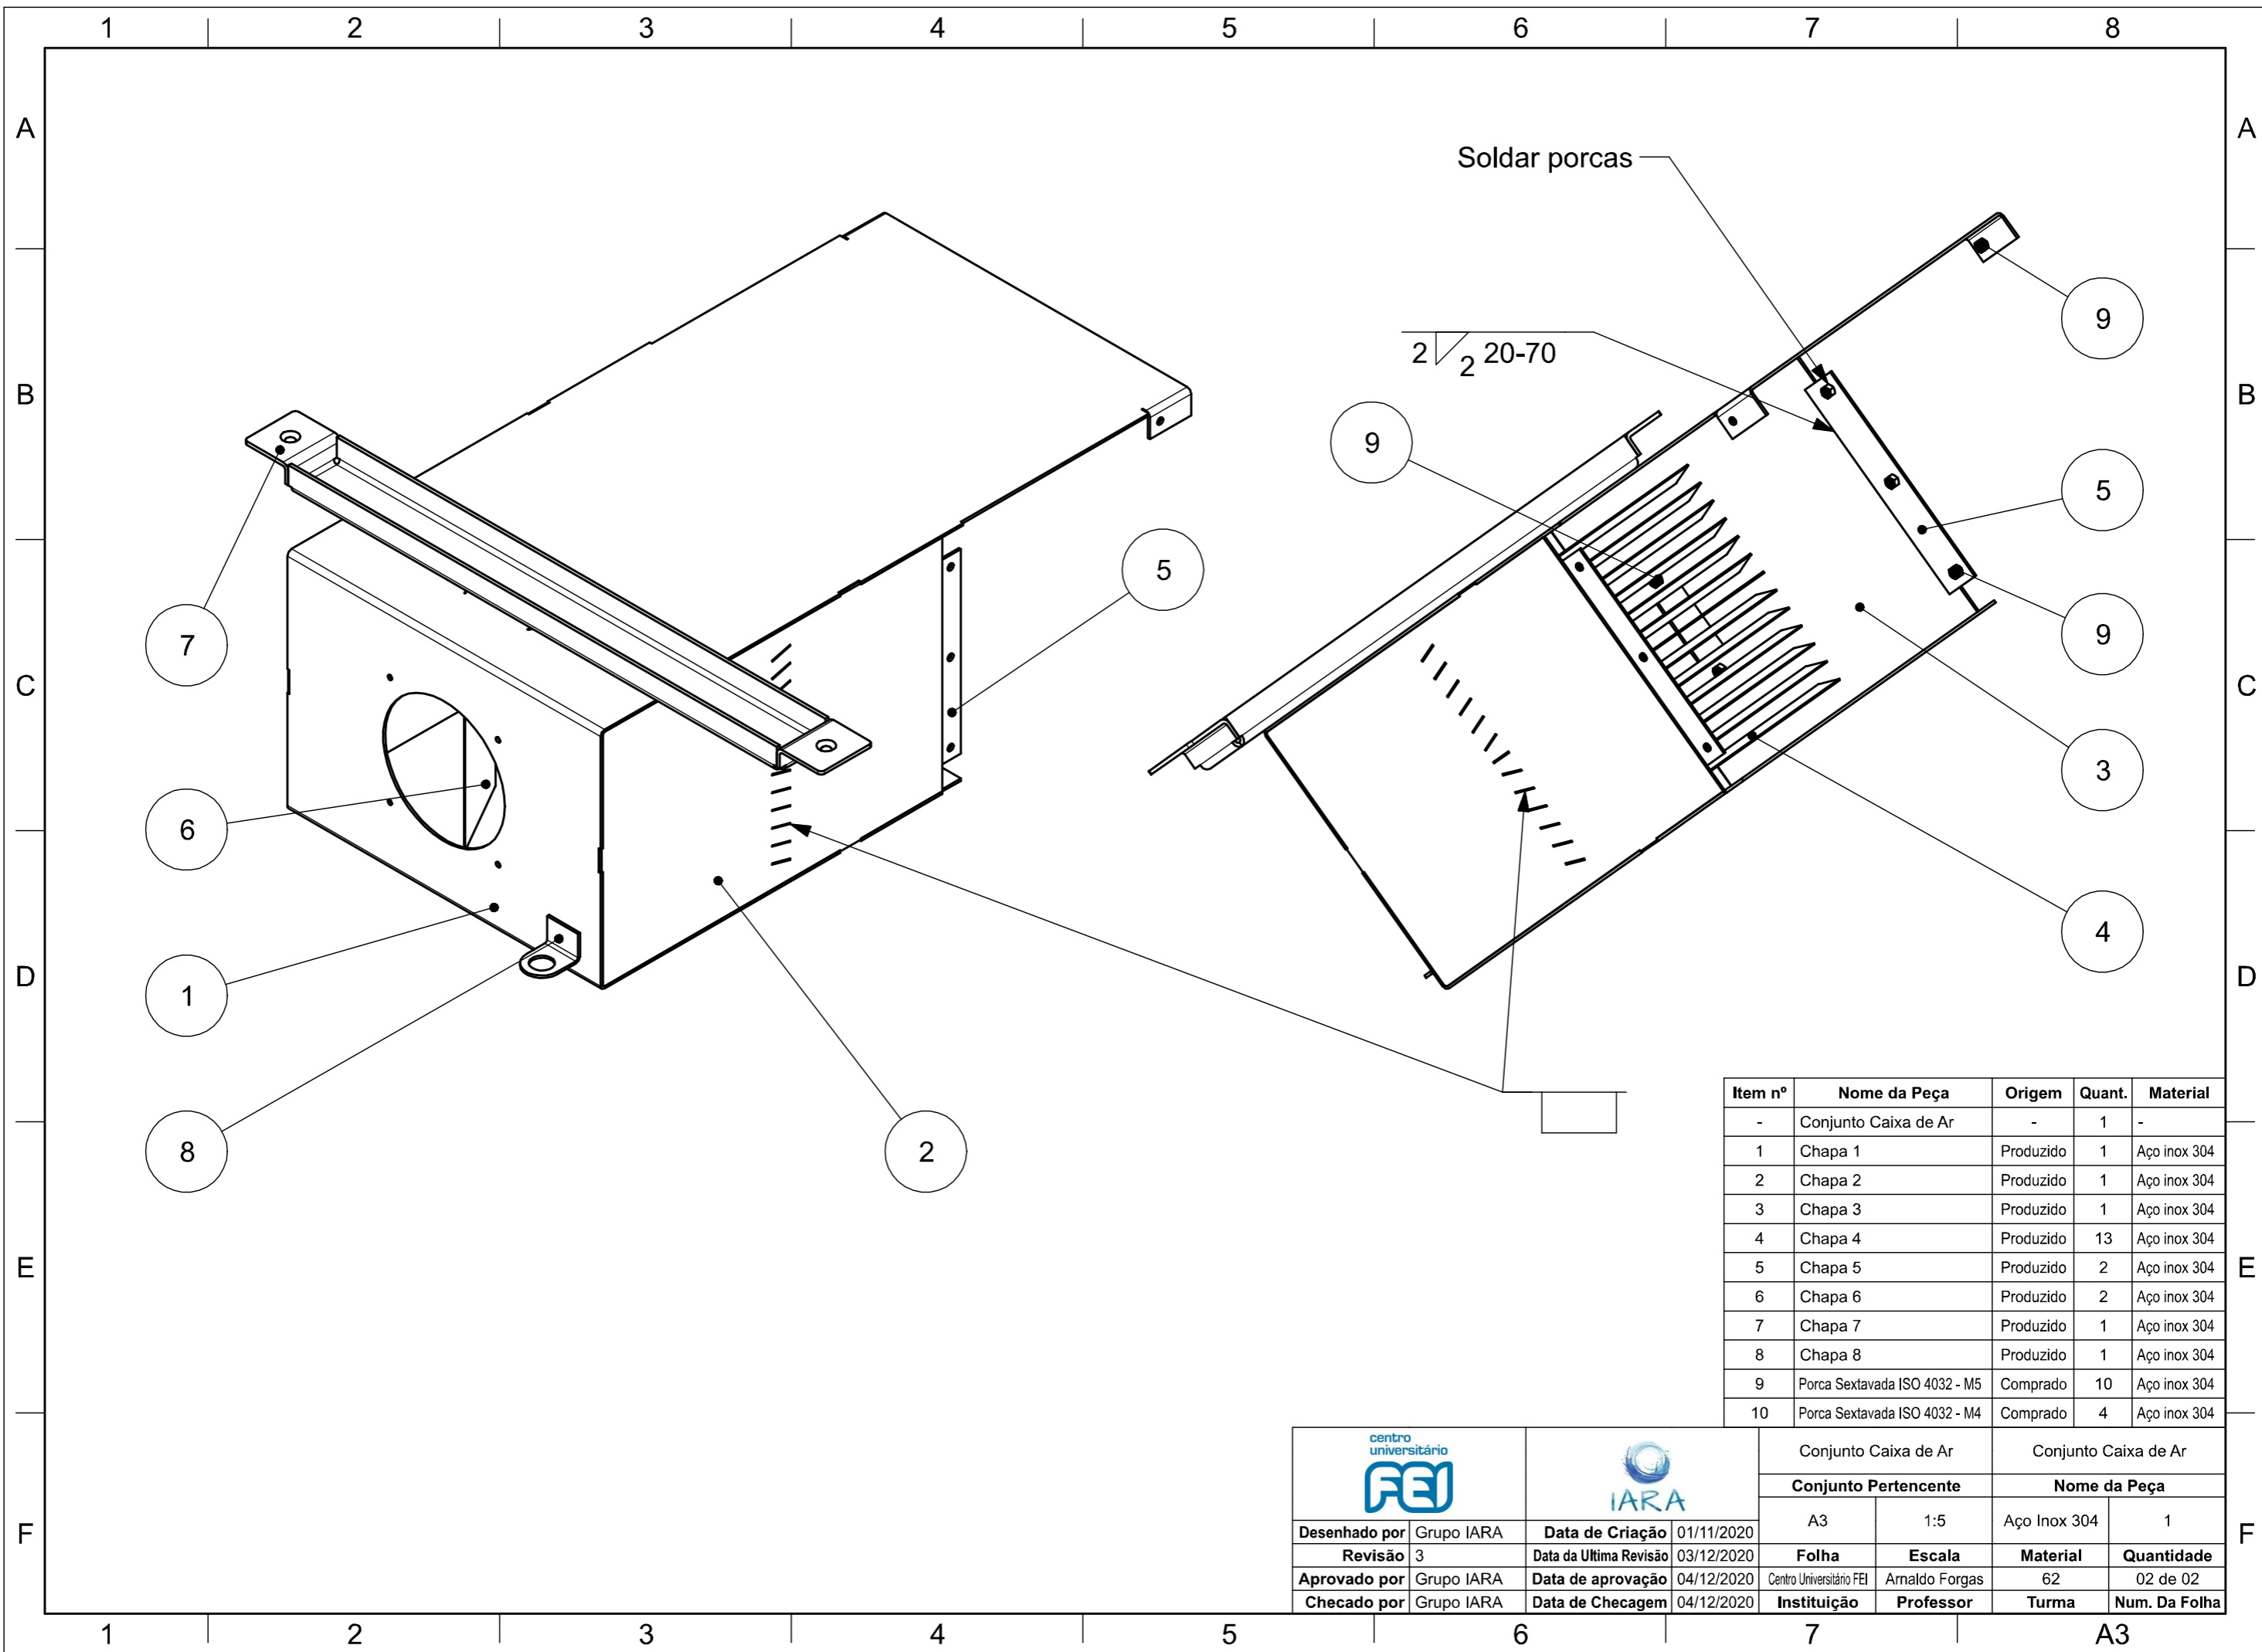 1 2 3 4 5 6 7 8
A A
Soldar porcas
9
2 2 20-70
B B
9
5
5
7
9
C C
6
3
4
1
D D
8
2
Item nº Nome da Peça Origem Quant. Material
- Conjunto Caixa de Ar - 1 -
1 Chapa 1 Produzido 1 Aço inox 304
2 Chapa 2 Produzido 1 Aço inox 304
3 Chapa 3 Produzido 1 Aço inox 304
4 Chapa 4 Produzido 13 Aço inox 304
E E
5 Chapa 5 Produzido 2 Aço inox 304
6 Chapa 6 Produzido 2 Aço inox 304
7 Chapa 7 Produzido 1 Aço inox 304
8 Chapa 8 Produzido 1 Aço inox 304
9 Porca Sextavada ISO 4032 - M5 Comprado 10 Aço inox 304
10 Porca Sextavada ISO 4032 - M4 Comprado 4 Aço inox 304
centro
universitário
FEI
IARA
Conjunto Caixa de Ar Conjunto Caixa de Ar
Conjunto Pertencente Nome da Peça
F F
A3 1:5 Aço Inox 304 1
Desenhado por Grupo IARA Data de Criação 01/11/2020
Revisão 3 Data da Ultima Revisão 03/12/2020 Folha Escala Material Quantidade
Aprovado por Grupo IARA Data de aprovação 04/12/2020 Centro Universitário FEI Arnaldo Forgas 62 02 de 02
Checado por Grupo IARA Data de Checagem 04/12/2020 Instituição Professor Turma Num. Da Folha
1 2 3 4 5 6 7 A3